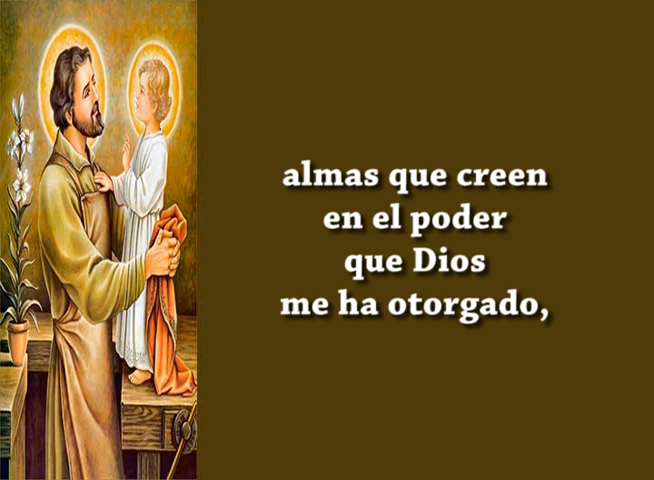 almas que creen
en el poder
que Dios
me ha otorgado,